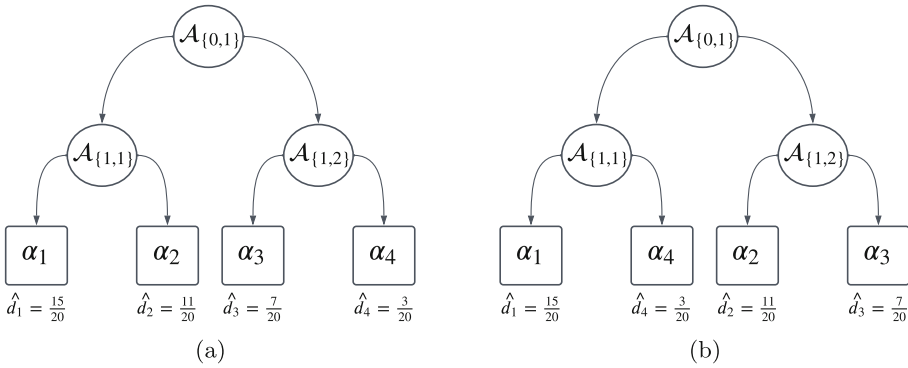 𝓐{0,1} 𝓐{0,1}
𝓐{1,1} 𝓐{1,2} 𝓐{1,1} 𝓐{1,2}
α₁ α₂ α₃ α₄ α₁ α₄ α₂ α₃
d̂₁ = 15/20 d̂₂ = 11/20 d̂₃ = 7/20 d̂₄ = 3/20 d̂₁ = 15/20 d̂₄ = 3/20 d̂₂ = 11/20 d̂₃ = 7/20
(a) (b)